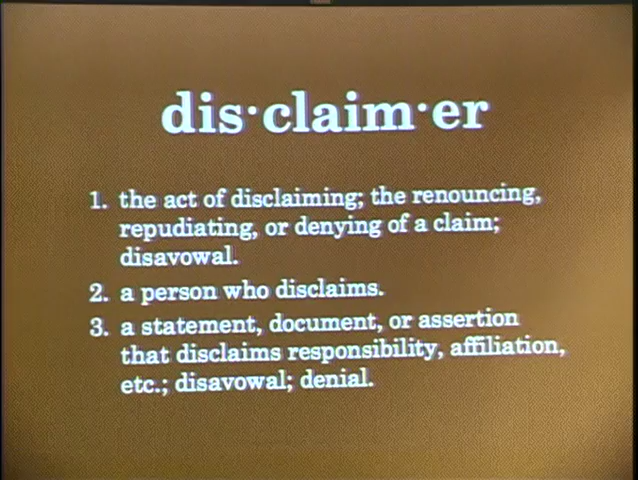 dis·claim·er
1. the act of disclaiming; the renouncing,
repudiating, or denying of a claim;
disavowal.
2. a person who disclaims.
3. a statement, document, or assertion
that disclaims responsibility, affiliation,
etc.; disavowal; denial.